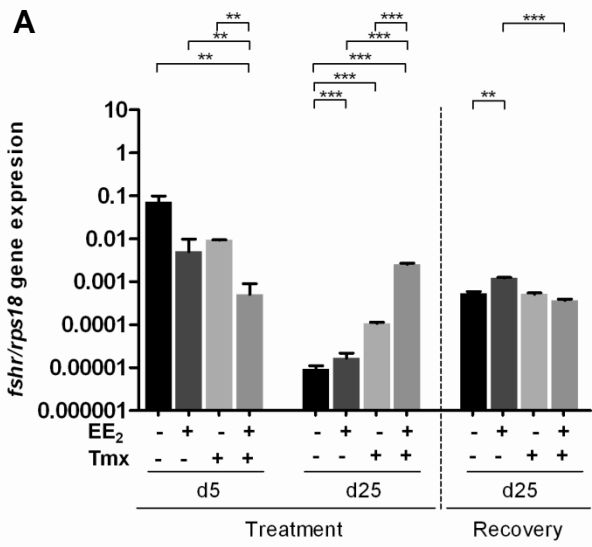 A
** *** ***
** ***
** ***
***
*** **
fshr/rps18 gene expression
10
1
0.1
0.01
0.001
0.0001
0.00001
0.000001
EE2 - + - + - + - + - + - +
Tmx - - + + - - + + - - + +
d5 d25 d25
Treatment Recovery